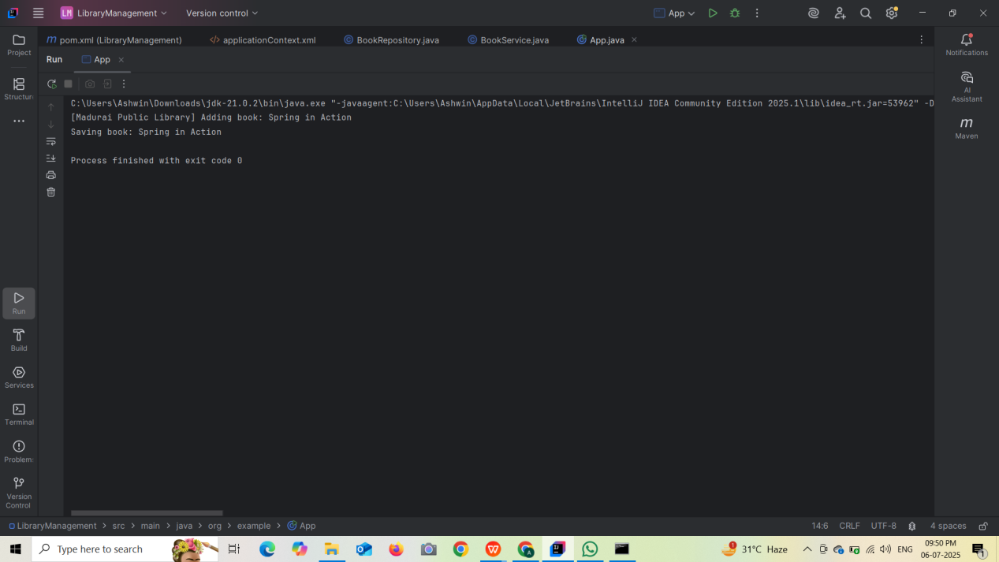 LM LibraryManagement Version control App
m pom.xml (LibraryManagement) </> applicationContext.xml BookRepository.java BookService.java App.java
Run App
Project
Structur
Run
Build
Services
Terminal
Problem
Version
Control
C:\Users\Ashwin\Downloads\jdk-21.0.2\bin\java.exe "-javaagent:C:\Users\Ashwin\AppData\Local\JetBrains\IntelliJ IDEA Community Edition 2025.1\lib\idea_rt.jar=53962" -D
[Madurai Public Library] Adding book: Spring in Action
Saving book: Spring in Action
Process finished with exit code 0
Notifications
AI
Assistant
m
Maven
LibraryManagement > src > main > java > org > example > App 14:6 CRLF UTF-8 4 spaces
Type here to search 1 31°C Haze ENG 09:50 PM
06-07-2025 1